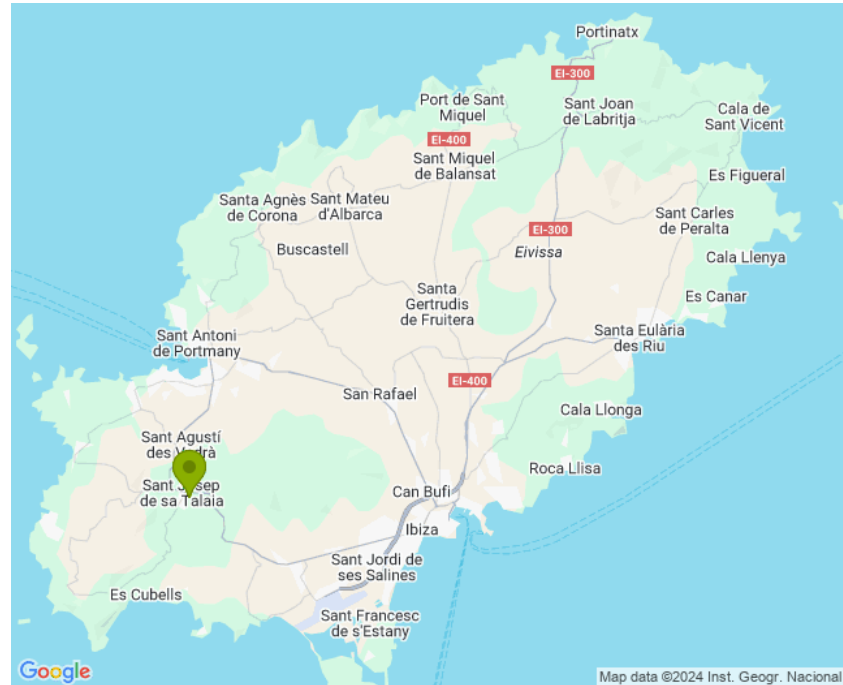 Portinatx
EI-300
Port de Sant
Miquel
Sant Joan
de Labritja
Cala de
Sant Vicent
EI-400
Sant Miquel
de Balansat
Es Figueral
Santa Agnès
de Corona
Sant Mateu
d'Albarca
Sant Carles
de Peralta
EI-300
Buscastell
Eivissa
Cala Llenya
Santa
Gertrudis
de Fruitera
Es Canar
Sant Antoni
de Portmany
Santa Eulària
des Riu
EI-400
San Rafael
Cala Llonga
Sant Agustí
des Vedrà
Roca Llisa
Sant Josep
de sa Talaia
Can Bufí
Ibiza
Sant Jordi de
ses Salines
Es Cubells
Sant Francesc
de s'Estany
Google
Map data ©2024 Inst. Geogr. Nacional